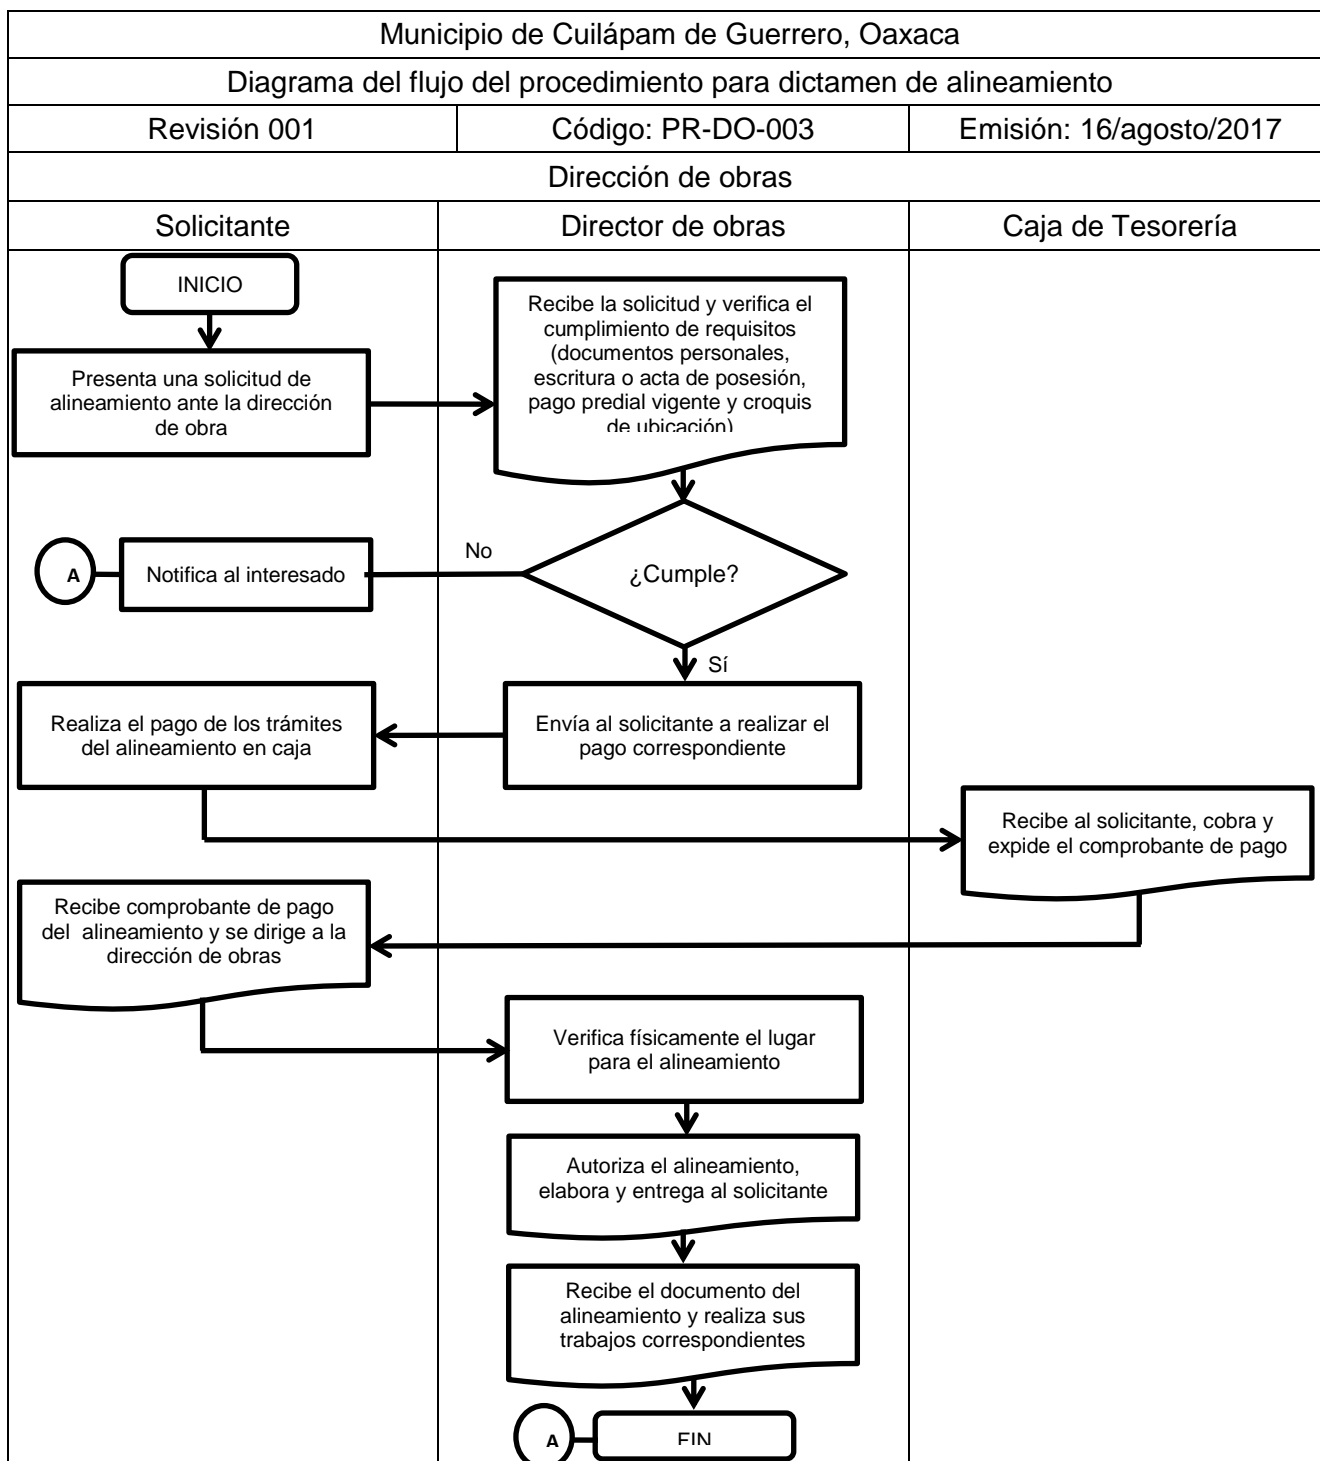 Municipio de Cuilápam de Guerrero, Oaxaca
Diagrama del flujo del procedimiento para dictamen de alineamiento
Revisión 001
Código: PR-DO-003
Emisión: 16/agosto/2017
Dirección de obras
Solicitante
Director de obras
Caja de Tesorería
INICIO
Recibe la solicitud y verifica el
cumplimiento de requisitos
(documentos personales,
escritura o acta de posesión,
pago predial vigente y croquis
de ubicación)
Presenta una solicitud de
alineamiento ante la dirección
de obra
No
A
Notifica al interesado
¿Cumple?
Sí
Realiza el pago de los trámites
del alineamiento en caja
Envía al solicitante a realizar el
pago correspondiente
Recibe al solicitante, cobra y
expide el comprobante de pago
Recibe comprobante de pago
del  alineamiento y se dirige a la
dirección de obras
Verifica físicamente el lugar
para el alineamiento
Autoriza el alineamiento,
elabora y entrega al solicitante
Recibe el documento del
alineamiento y realiza sus
trabajos correspondientes
A
FIN